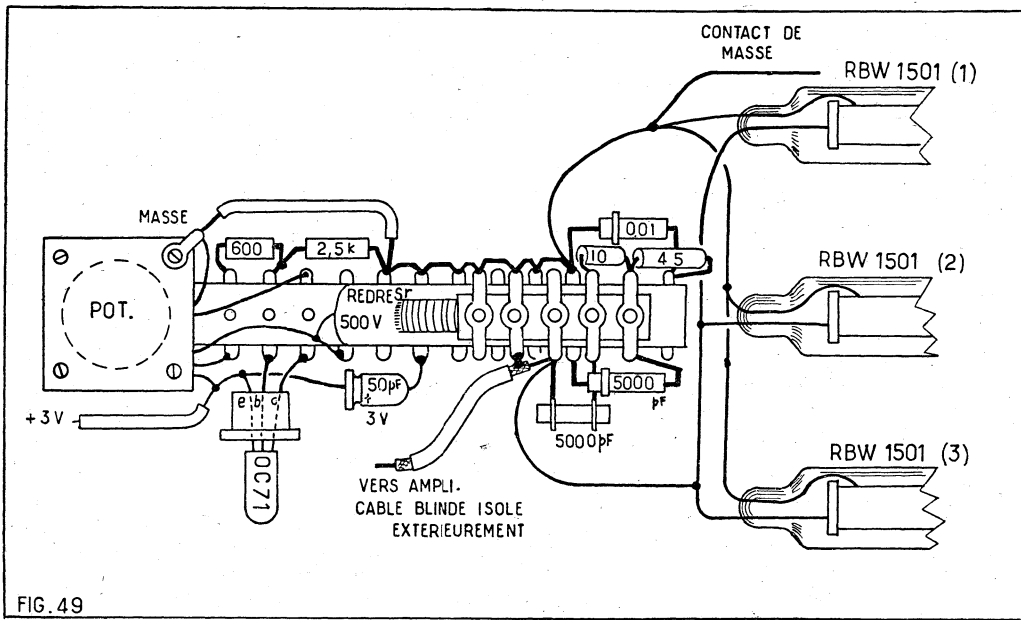 CONTACT DE
MASSE
RBW 1501 (1)
MASSE
600
2,5k
0,01
10
4 5
RBW 1501 (2)
POT.
REDRESr
500 V
50pF
+
3V
5000
pF
5000pF
+3V
e b c
OC71
RBW 1501 (3)
VERS AMPLI-
CABLE BLINDE ISOLE
EXTERIEUREMENT
FIG. 49